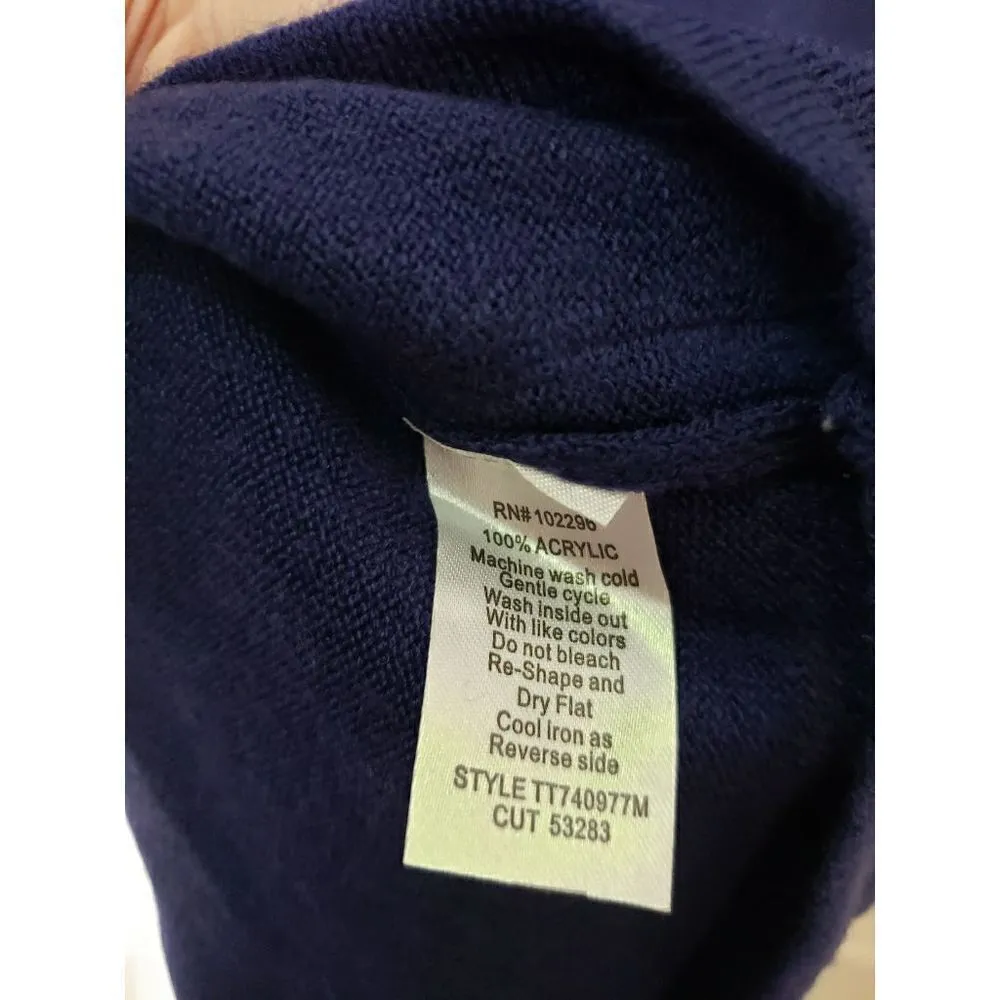 RN#102296
100% ACRYLIC
Machine wash cold
Gentle cycle
Wash inside out
With like colors
Do not bleach
Re-Shape and
Dry Flat
Cool iron as
Reverse side
STYLE TT740977M
CUT 53283